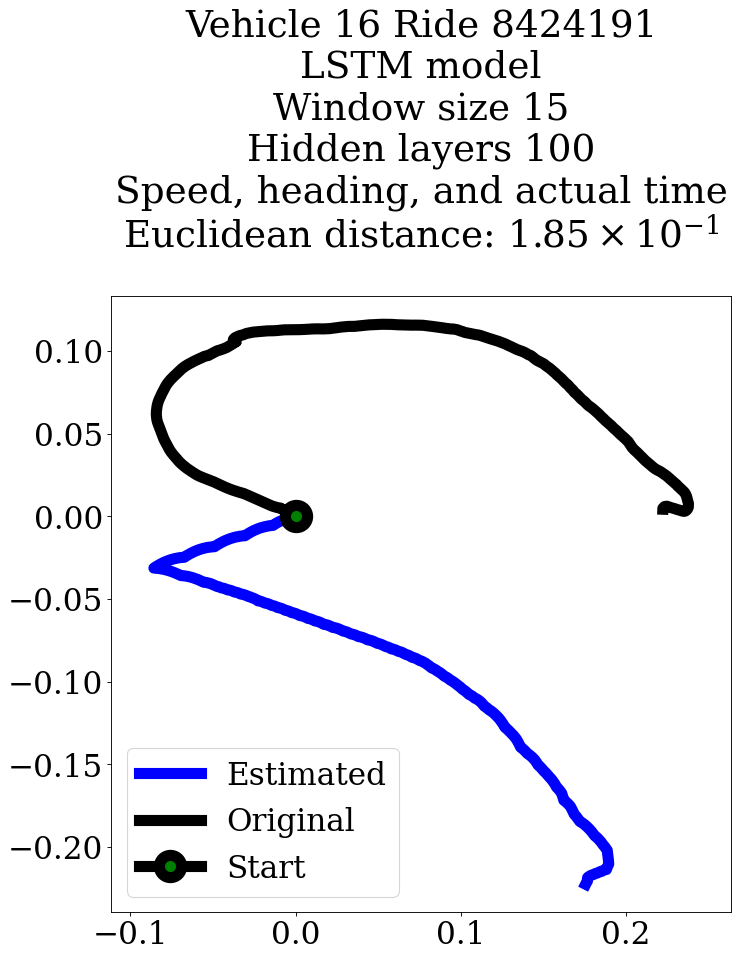 Vehicle 16 Ride 8424191
LSTM model
Window size 15
Hidden layers 100
Speed, heading, and actual time
Euclidean distance: 1.85 × 10⁻¹
0.10
0.05
0.00
−0.05
−0.10
−0.15
−0.20
Estimated
Original
Start
−0.1 0.0 0.1 0.2